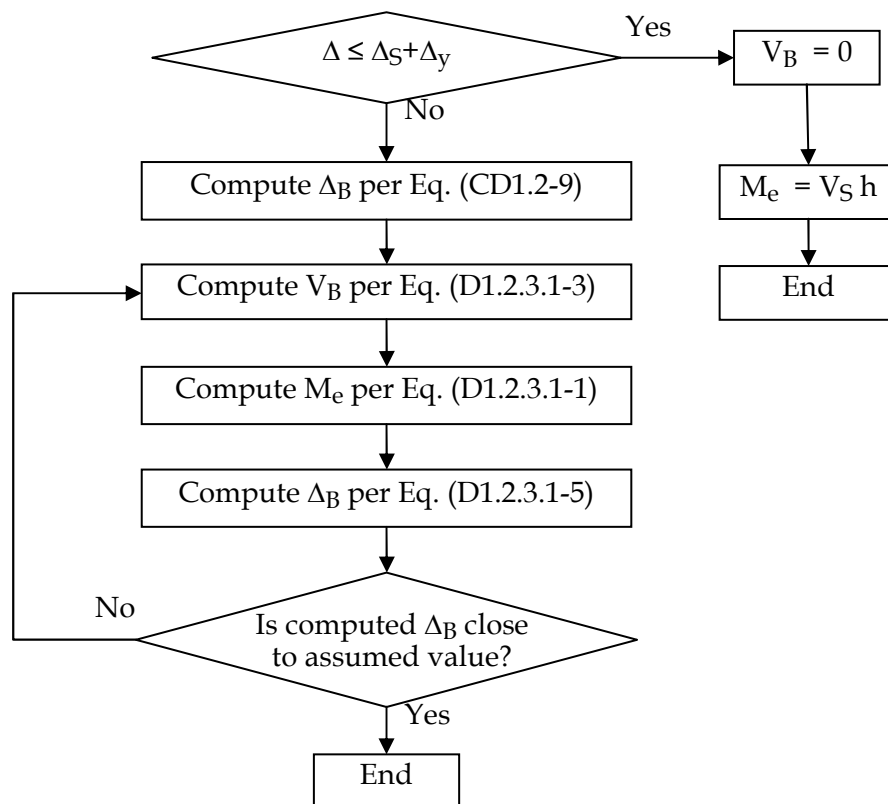 Δ ≤ ΔS+Δy
Yes
VB = 0
No
Compute ΔB per Eq. (CD1.2-9)
Me = VS h
Compute VB per Eq. (D1.2.3.1-3)
End
Compute Me per Eq. (D1.2.3.1-1)
Compute ΔB per Eq. (D1.2.3.1-5)
No
Is computed ΔB close
to assumed value?
Yes
End